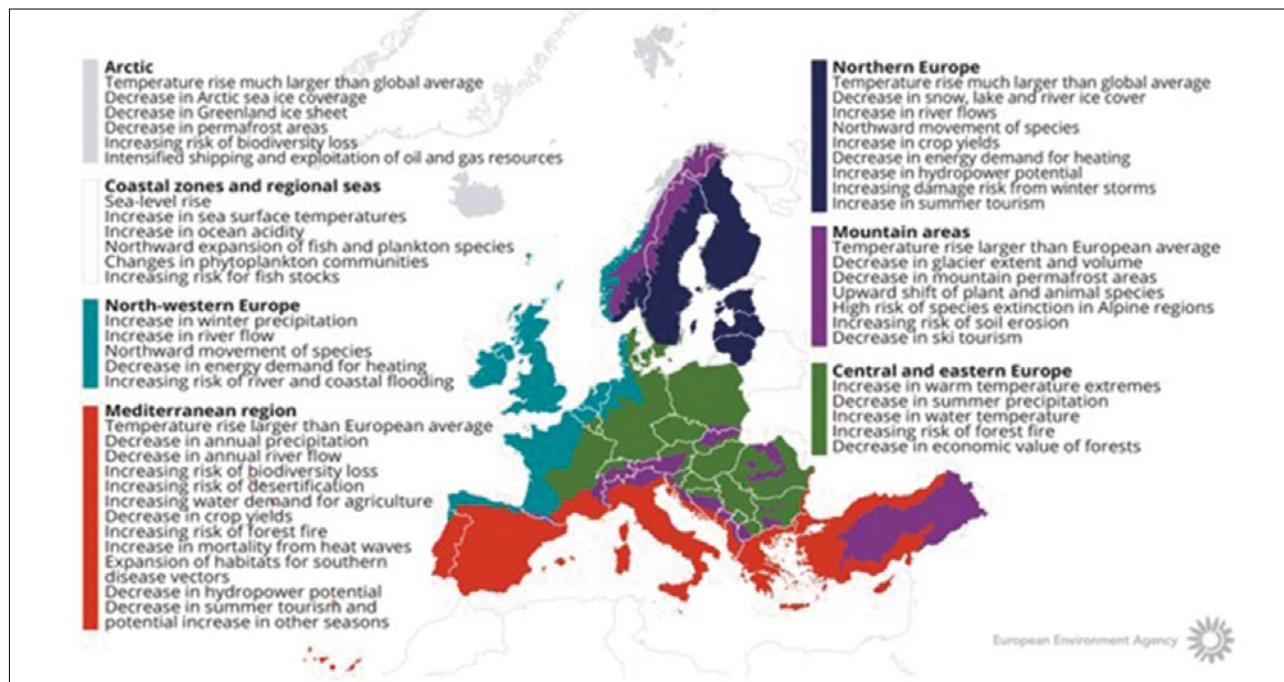 Arctic
Temperature rise much larger than global average
Decrease in Arctic sea ice coverage
Decrease in Greenland ice sheet
Decrease in permafrost areas
Increasing risk of biodiversity loss
Intensified shipping and exploitation of oil and gas resources
Coastal zones and regional seas
Sea-level rise
Increase in sea surface temperatures
Increase in ocean acidity
Northward expansion of fish and plankton species
Changes in phytoplankton communities
Increasing risk for fish stocks
North-western Europe
Increase in winter precipitation
Increase in river flow
Northward movement of species
Decrease in energy demand for heating
Increasing risk of river and coastal flooding
Mediterranean region
Temperature rise larger than European average
Decrease in annual precipitation
Decrease in annual river flow
Increasing risk of biodiversity loss
Increasing risk of desertification
Increasing water demand for agriculture
Decrease in crop yields
Increasing risk of forest fire
Increase in mortality from heat waves
Expansion of habitats for southern
disease vectors
Decrease in hydropower potential
Decrease in summer tourism and
potential increase in other seasons
Northern Europe
Temperature rise much larger than global average
Decrease in snow, lake and river ice cover
Increase in river flows
Northward movement of species
Increase in crop yields
Decrease in energy demand for heating
Increase in hydropower potential
Increasing damage risk from winter storms
Increase in summer tourism
Mountain areas
Temperature rise larger than European average
Decrease in glacier extent and volume
Decrease in mountain permafrost areas
Upward shift of plant and animal species
High risk of species extinction in Alpine regions
Increasing risk of soil erosion
Decrease in ski tourism
Central and eastern Europe
Increase in warm temperature extremes
Decrease in summer precipitation
Increase in water temperature
Increasing risk of forest fire
Decrease in economic value of forests
European Environment Agency